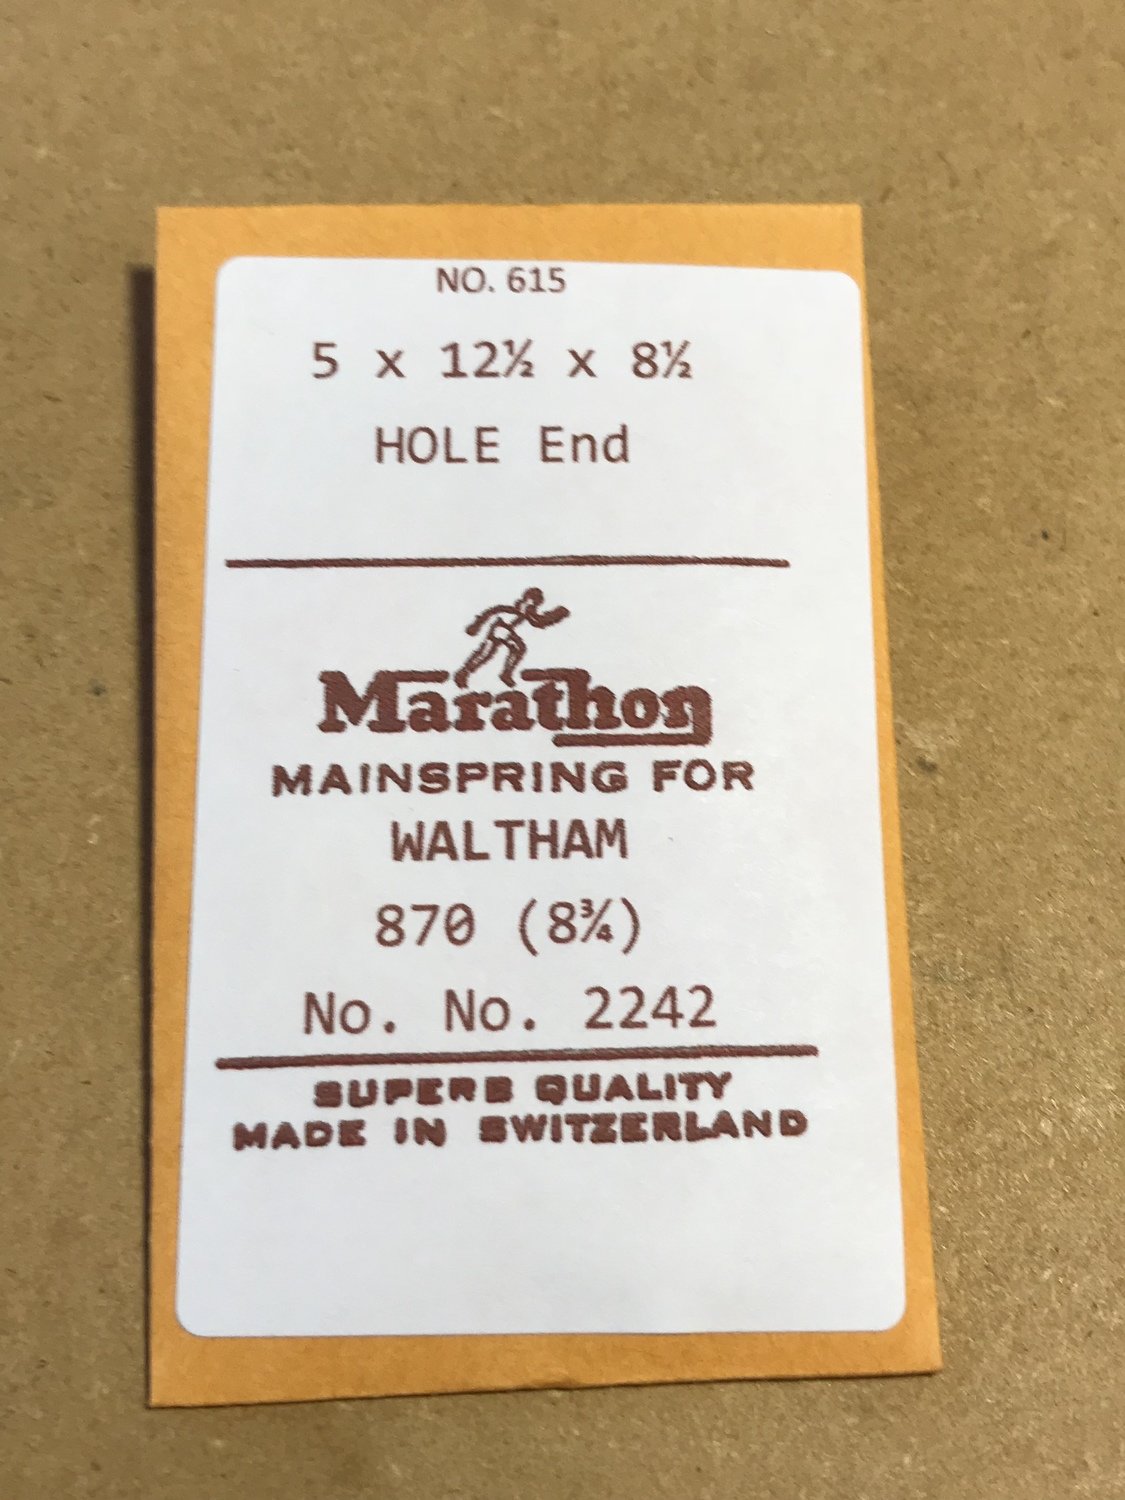 NO. 615
5 x 12½ x 8½
HOLE End
Marathon
MAINSPRING FOR
WALTHAM
870 (8¾)
No. No. 2242
SUPERB QUALITY
MADE IN SWITZERLAND